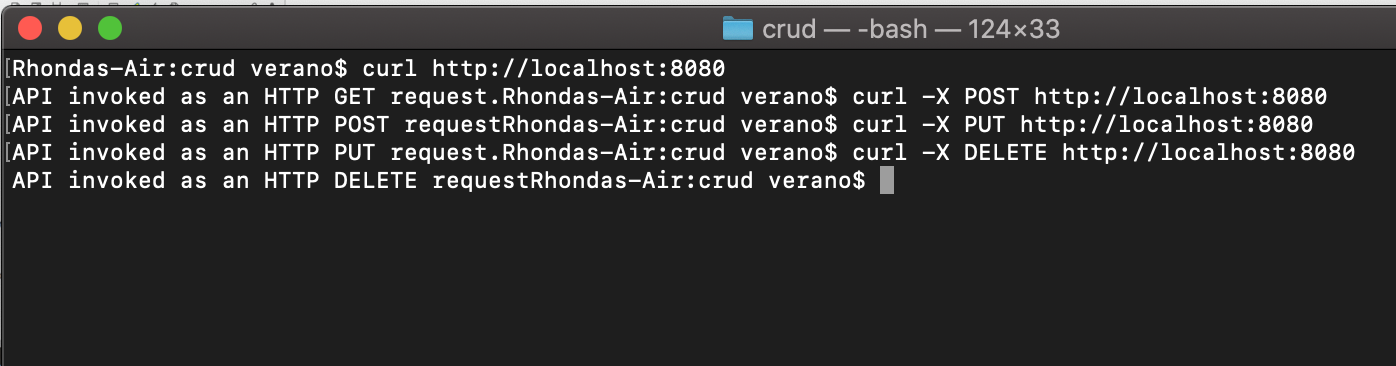 crud — -bash — 124×33
[Rhondas-Air:crud verano$ curl http://localhost:8080
[API invoked as an HTTP GET request.Rhondas-Air:crud verano$ curl -X POST http://localhost:8080
[API invoked as an HTTP POST requestRhondas-Air:crud verano$ curl -X PUT http://localhost:8080
[API invoked as an HTTP PUT request.Rhondas-Air:crud verano$ curl -X DELETE http://localhost:8080
API invoked as an HTTP DELETE requestRhondas-Air:crud verano$